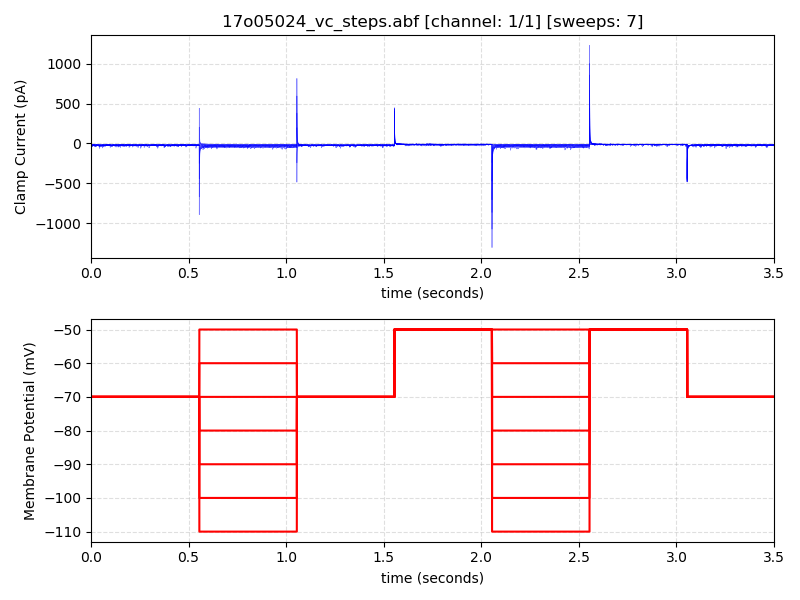 17o05024_vc_steps.abf [channel: 1/1] [sweeps: 7]
Clamp Current (pA)
1000
500
0
−500
−1000
0.0 0.5 1.0 1.5 2.0 2.5 3.0 3.5
time (seconds)
Membrane Potential (mV)
−50
−60
−70
−80
−90
−100
−110
0.0 0.5 1.0 1.5 2.0 2.5 3.0 3.5
time (seconds)